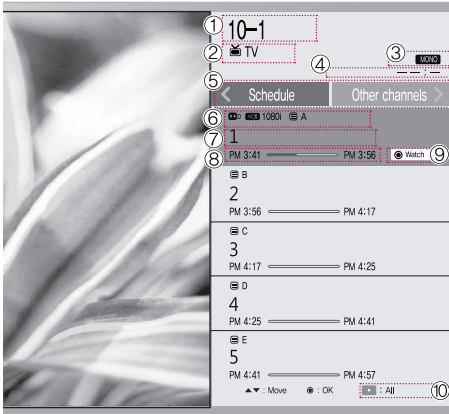 ① 10-1
② TV
③ MONO
④ --:-
⑤ < Schedule Other channels >
⑥ 1080i A
⑦ 1
⑧ PM 3:41 PM 3:56 ⑨ ◉ Watch
B
2
PM 3:56 PM 4:17
C
3
PM 4:17 PM 4:25
D
4
PM 4:25 PM 4:41
E
5
PM 4:41 PM 4:57
▲▼ : Move ◉ : OK : All ⑩